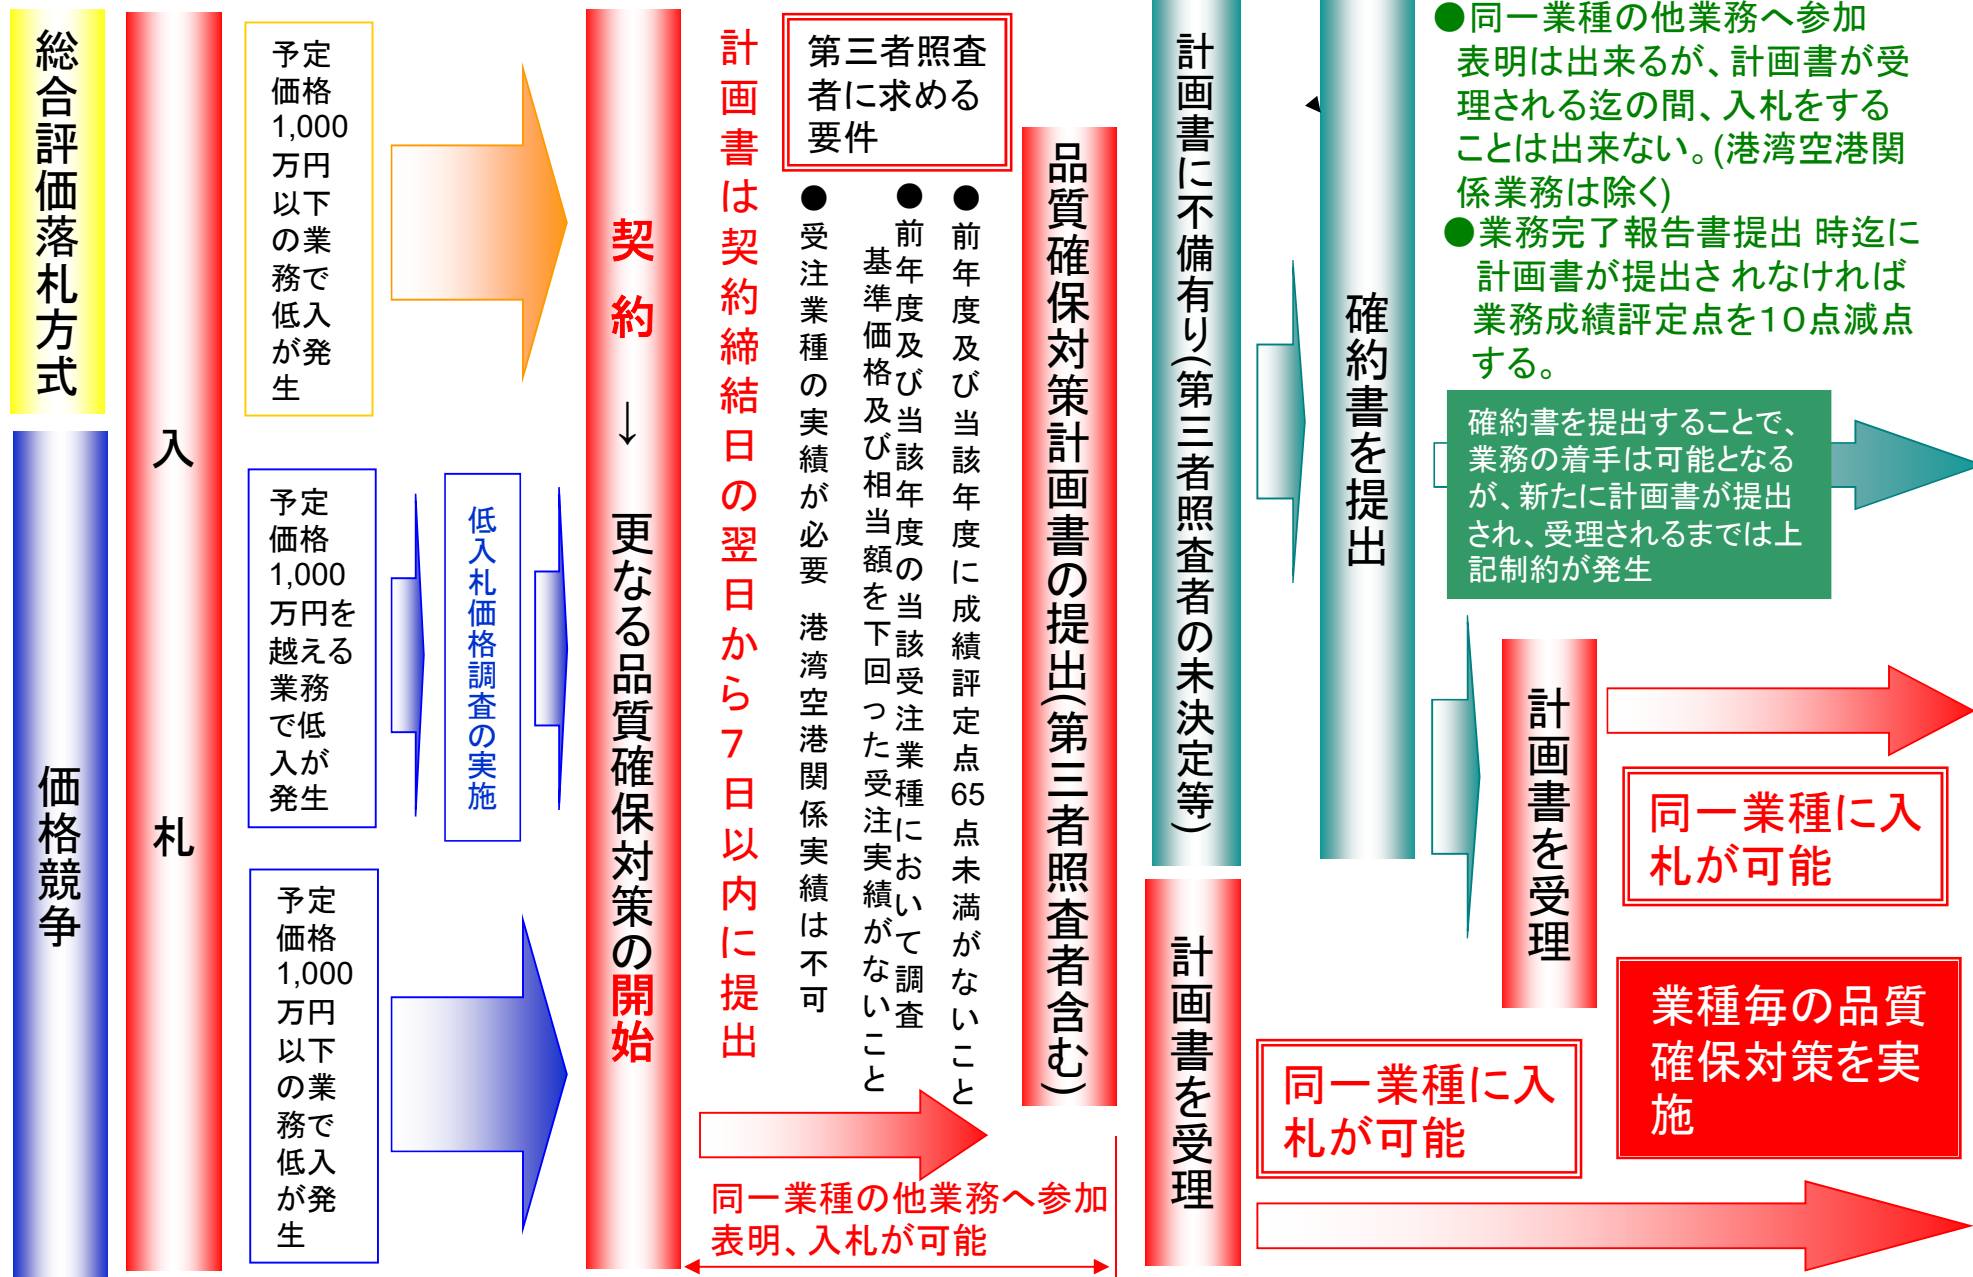 総合評価落札方式
価格競争
入札
予定
価格
1,000
万円
以下
の業
務で
低入
が発
生
予定
価格
1,000
万円を
越える
業務
で低
入が
発生
予定
価格
1,000
万円
以下
の業
務で
低入
が発
生
低入札価格調査の実施
契約 ↓ 更なる品質確保対策の開始
計画書は契約締結日の翌日から7日以内に提出
第三者照査
者に求める
要件
●前年度及び当該年度に成績評定点65点未満がないこと
●前年度及び当該年度の当該受注業種において調査
基準価格及び相当額を下回った受注実績がないこと
●受注業種の実績が必要 港湾空港関係実績は不可
同一業種の他業務へ参加
表明、入札が可能
品質確保対策計画書の提出(第三者照査者含む)
計画書に不備有り(第三者照査者の未決定等)
計画書を受理
確約書を提出
●同一業種の他業務へ参加
表明は出来るが、計画書が受
理される迄の間、入札をする
ことは出来ない。(港湾空港関
係業務は除く)
●業務完了報告書提出 時迄に
計画書が提出さ れなければ
業務成績評定点を10点減点
する。
確約書を提出することで、
業務の着手は可能となる
が、新たに計画書が提出
され、受理されるまでは上
記制約が発生
計画書を受理
同一業種に入
札が可能
同一業種に入
札が可能
業種毎の品質
確保対策を実
施